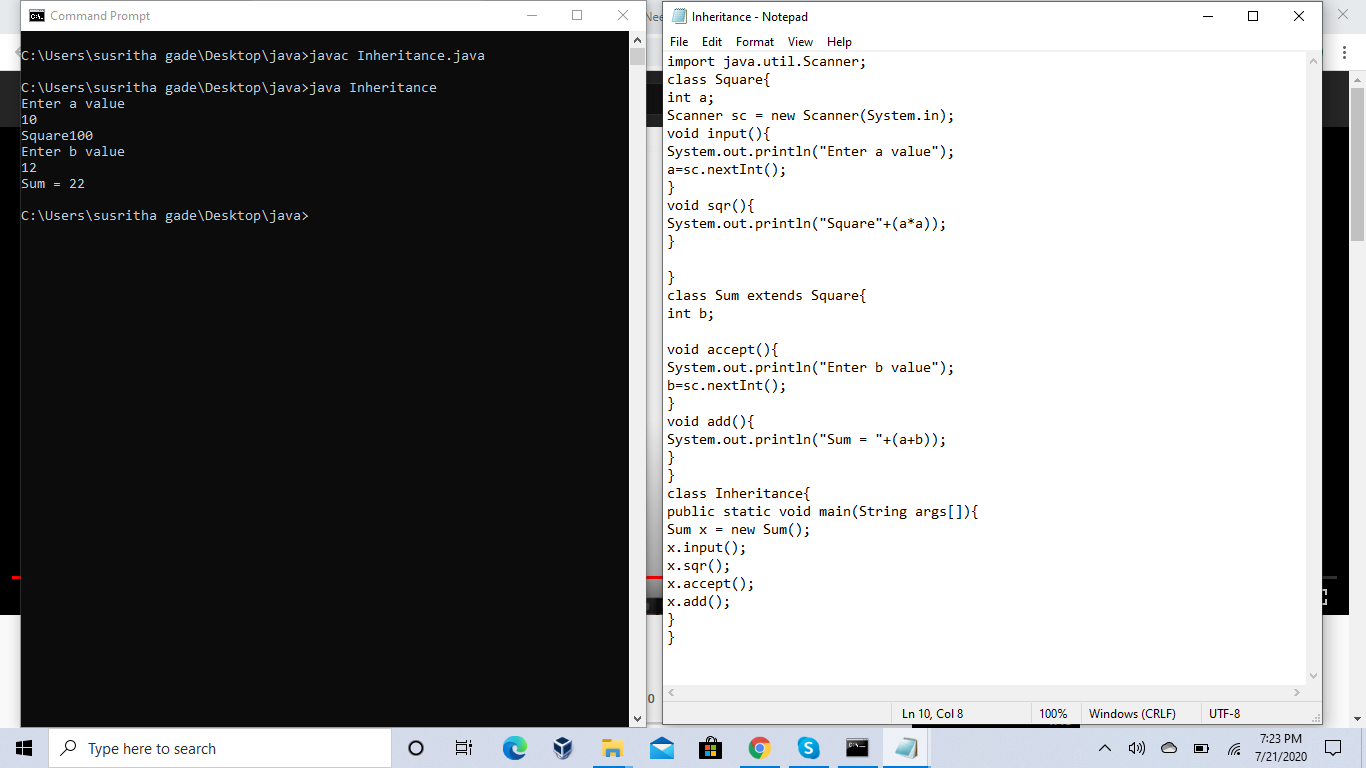 Command Prompt
C:\Users\susritha gade\Desktop\java>javac Inheritance.java
C:\Users\susritha gade\Desktop\java>java Inheritance
Enter a value
10
Square100
Enter b value
12
Sum = 22
C:\Users\susritha gade\Desktop\java>
Nee
Inheritance - Notepad
File Edit Format View Help
import java.util.Scanner;
class Square{
int a;
Scanner sc = new Scanner(System.in);
void input(){
System.out.println("Enter a value");
a=sc.nextInt();
}
void sqr(){
System.out.println("Square"+(a*a));
}
}
class Sum extends Square{
int b;
void accept(){
System.out.println("Enter b value");
b=sc.nextInt();
}
void add(){
System.out.println("Sum = "+(a+b));
}
}
class Inheritance{
public static void main(String args[]){
Sum x = new Sum();
x.input();
x.sqr();
x.accept();
x.add();
}
}
0
Ln 10, Col 8 100% Windows (CRLF) UTF-8
Type here to search
7:23 PM
7/21/2020